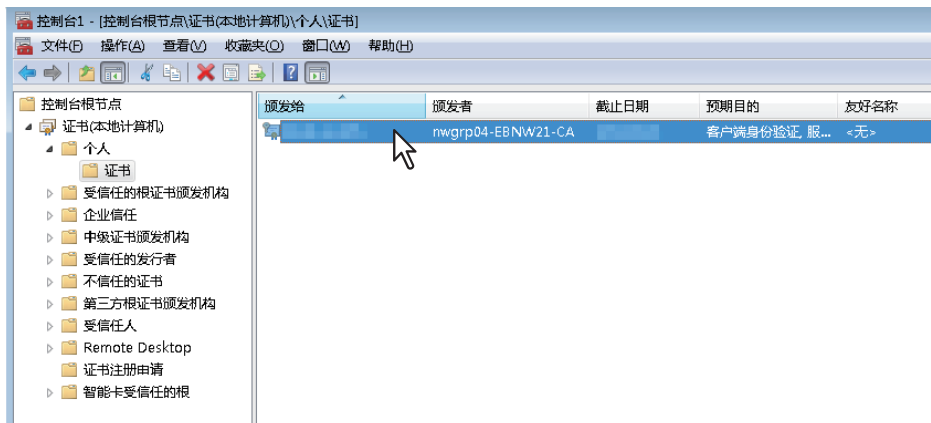 控制台1 - [控制台根节点\证书(本地计算机)\个人\证书]
文件(F) 操作(A) 查看(V) 收藏夹(O) 窗口(W) 帮助(H)
控制台根节点
证书(本地计算机)
个人
证书
受信任的根证书颁发机构
企业信任
中级证书颁发机构
受信任的发行者
不信任的证书
第三方根证书颁发机构
受信任人
Remote Desktop
证书注册申请
智能卡受信任的根
颁发给 颁发者 截止日期 预期目的 友好名称
nwgrp04-EBNW21-CA 客户端身份验证, 服... <无>